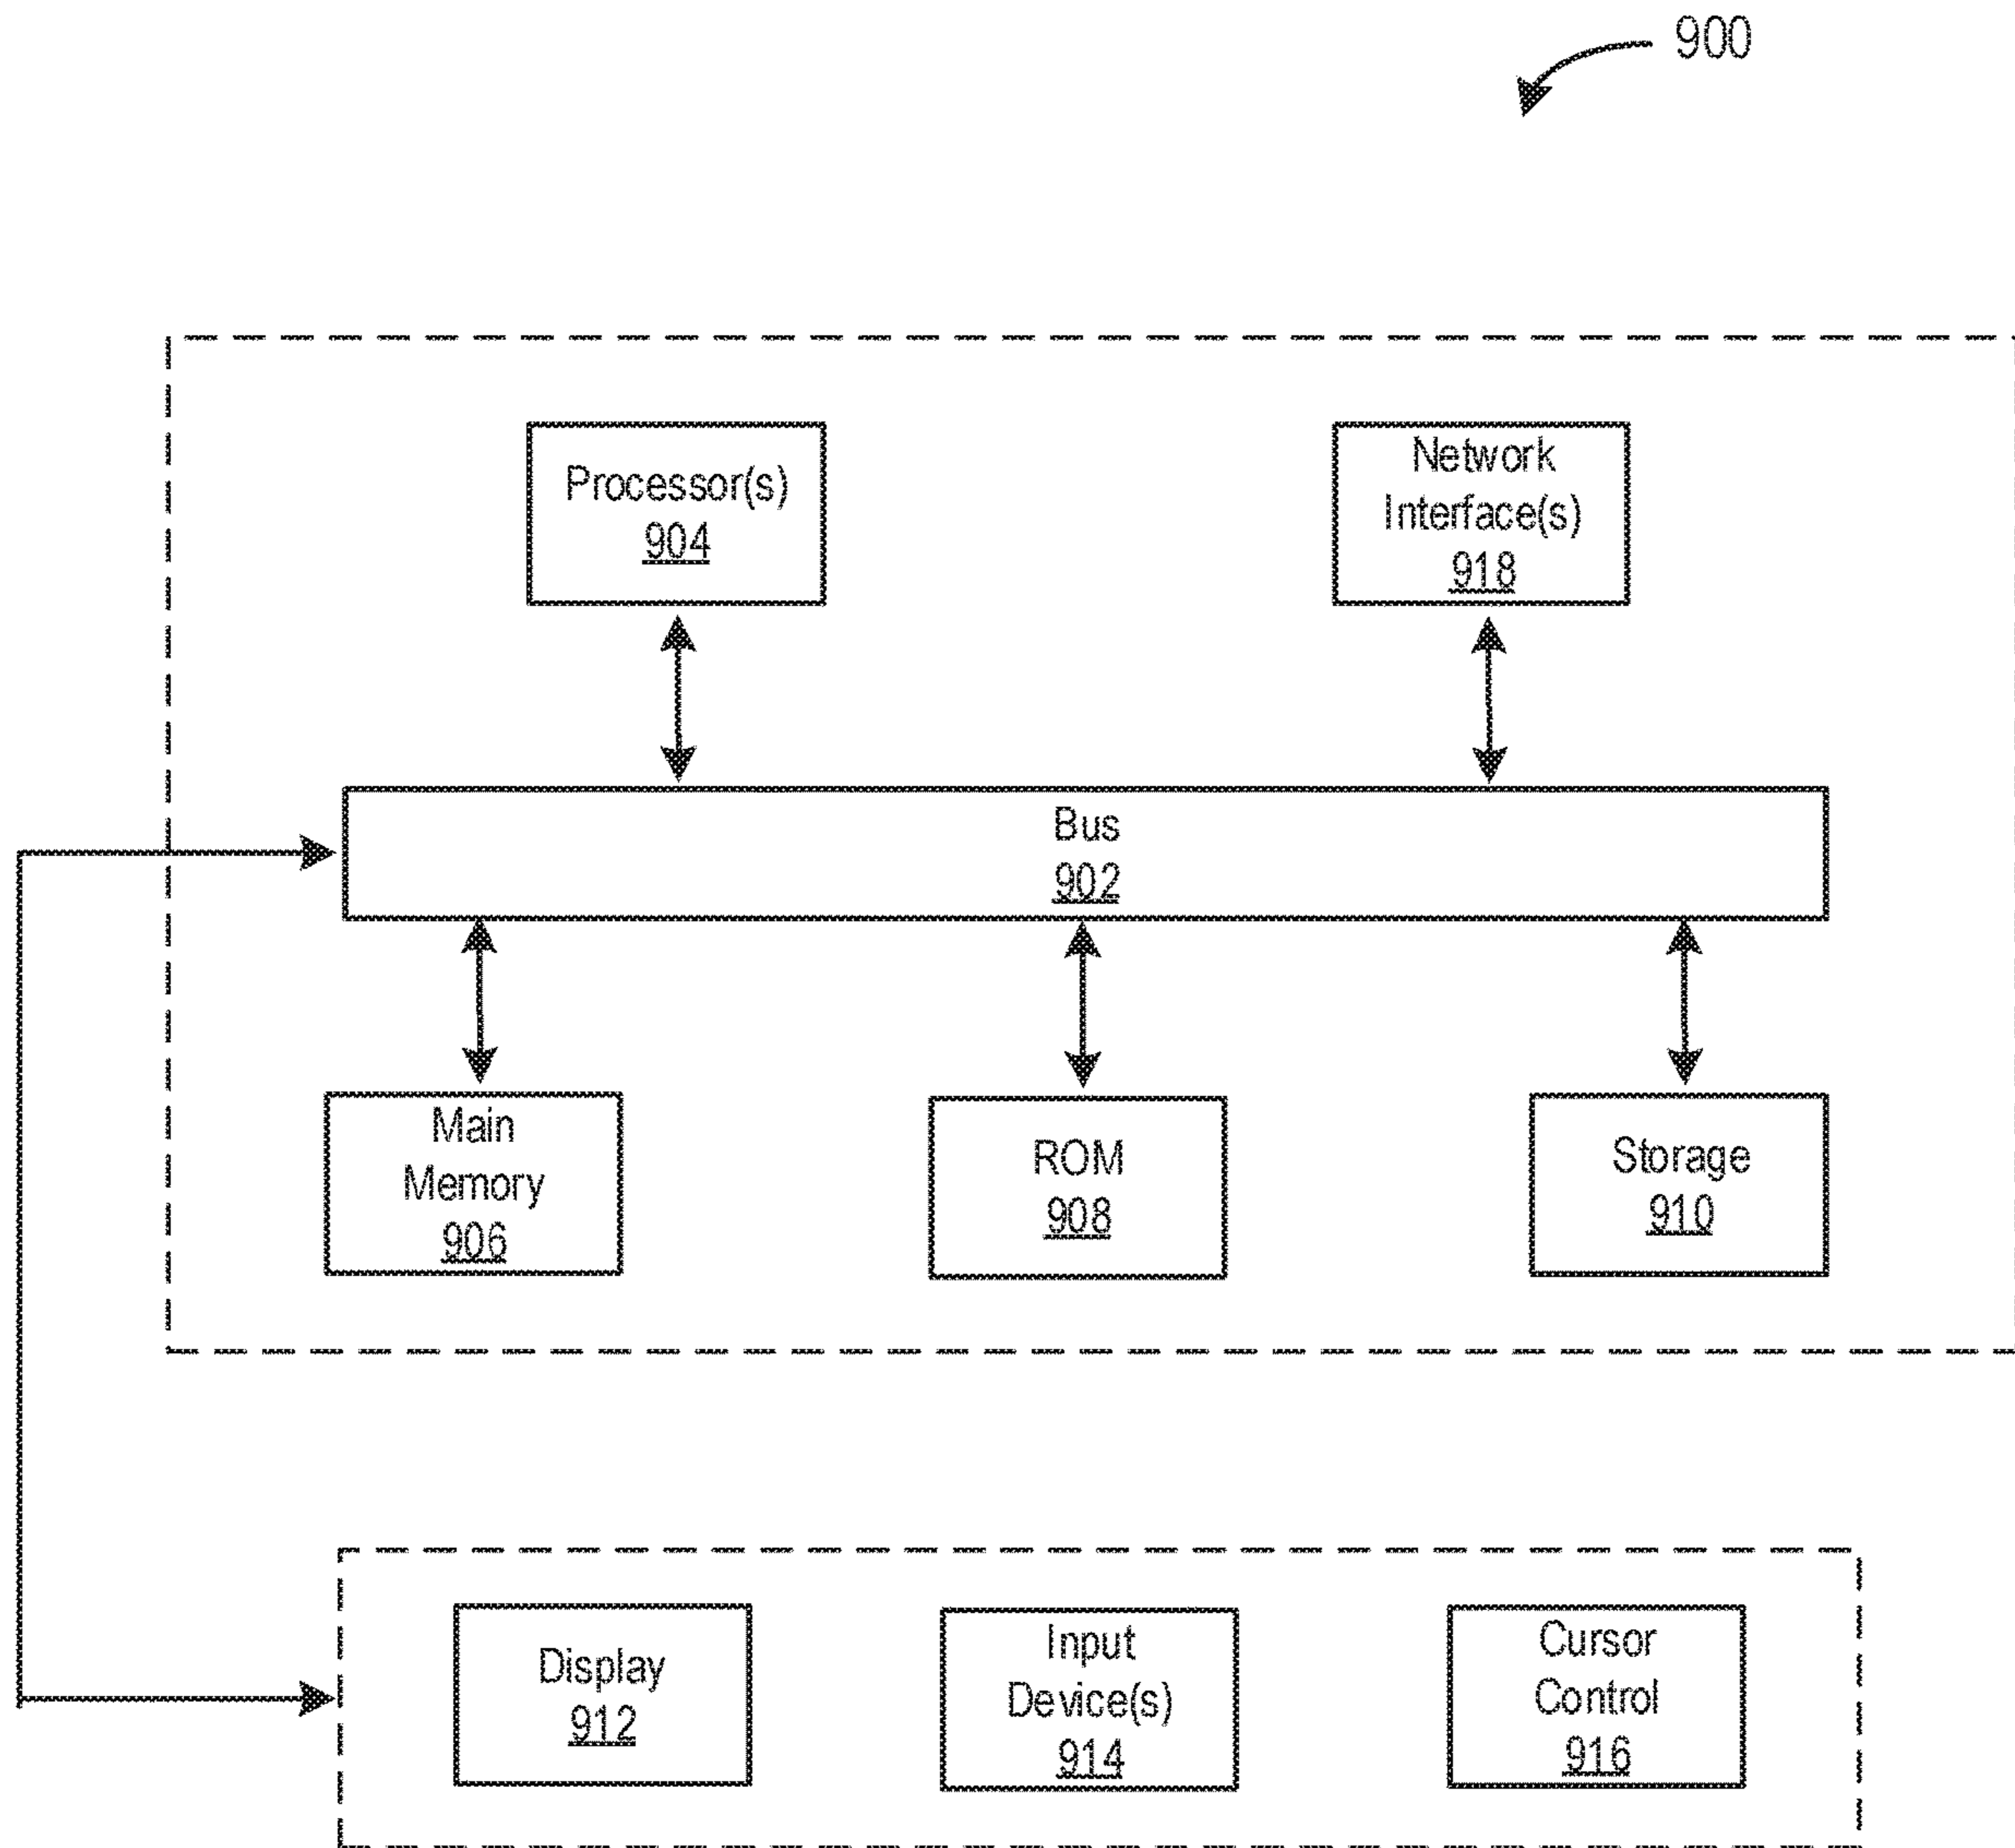 900
Processor(s)
904
Network
Interface(s)
918
Bus
902
Main
Memory
906
ROM
908
Storage
910
Display
912
Input
Device(s)
914
Cursor
Control
916